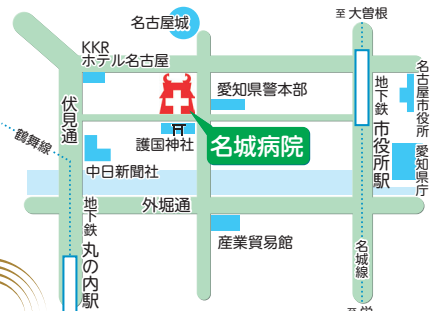 名古屋城
至 大曽根
KKR
ホテル名古屋
愛知県警本部
名古屋市役所
地下鉄 市役所駅
伏見通
護国神社
名城病院
愛知県庁
鶴舞線
中日新聞社
外堀通
地下鉄 丸の内駅
産業貿易館
名城線